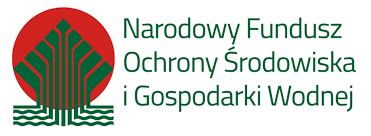 Narodowy Fundusz
Ochrony Środowiska
i Gospodarki Wodnej